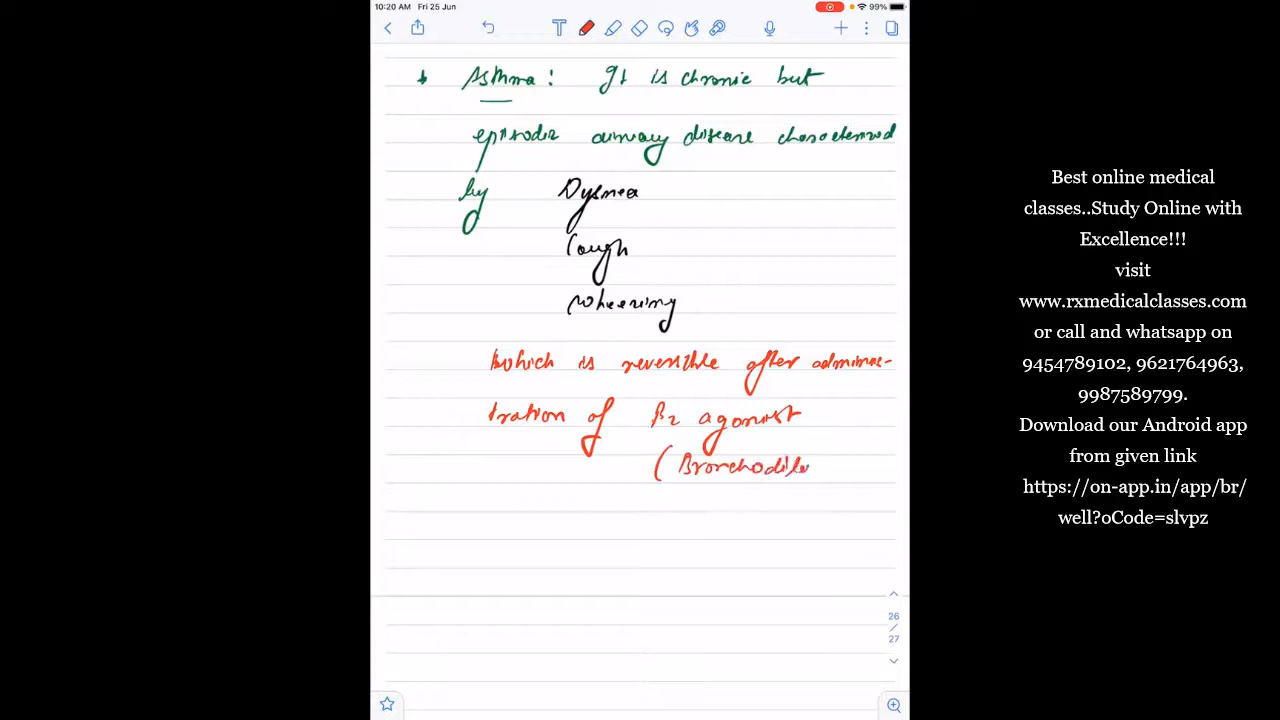 10:20 AM Fri 25 Jun
99%
T
Asthma : It is chronic but
episodic airway disease characterized
by Dyspnea
Cough
wheezing
which is reversible after adminis-
tration of B2 agonist
(Bronchodila
26
/
27
Best online medical
classes..Study Online with
Excellence!!!
visit
www.rxmedicalclasses.com
or call and whatsapp on
9454789102, 9621764963,
9987589799.
Download our Android app
from given link
https://on-app.in/app/br/
well?oCode=slvpz